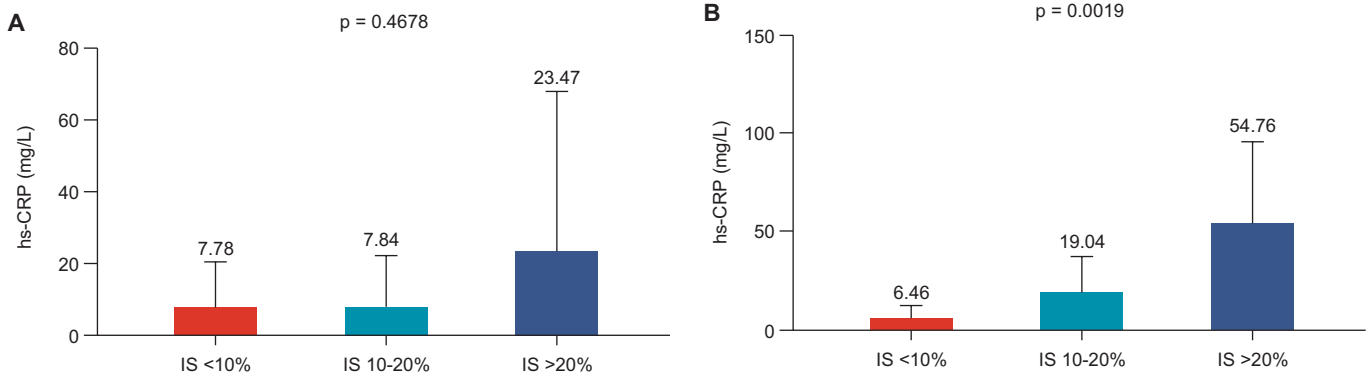 A
p = 0.4678
hs-CRP (mg/L)
80
60
40
20
0
7.78
7.84
23.47
IS <10%
IS 10-20%
IS >20%
B
p = 0.0019
hs-CRP (mg/L)
150
100
50
0
6.46
19.04
54.76
IS <10%
IS 10-20%
IS >20%